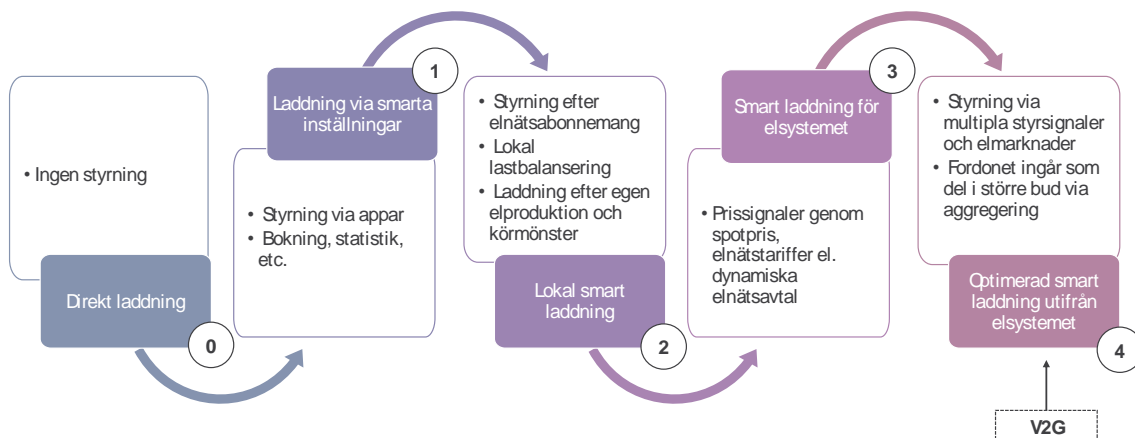 • Ingen styrning
Direkt laddning
0
Laddning via smarta
inställningar
1
• Styrning via appar
• Bokning, statistik,
etc.
• Styrning efter
elnätsabonnemang
• Lokal
lastbalansering
• Laddning efter egen
elproduktion och
körmönster
Lokal smart
laddning
2
Smart laddning för
elsystemet
3
• Prissignaler genom
spotpris,
elnätstariffer el.
dynamiska
elnätsavtal
• Styrning via
multipla styrsignaler
och elmarknader
• Fordonet ingår som
del i större bud via
aggregering
Optimerad smart
laddning utifrån
elsystemet
4
V2G